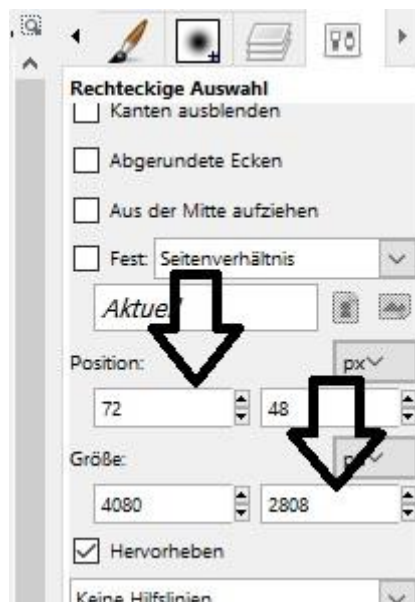 Rechteckige Auswahl
Kanten ausblenden
Abgerundete Ecken
Aus der Mitte aufziehen
Fest: Seitenverhältnis
Position: px
72 48
Größe:
4080 2808
Hervorheben
Keine Hilfslinien